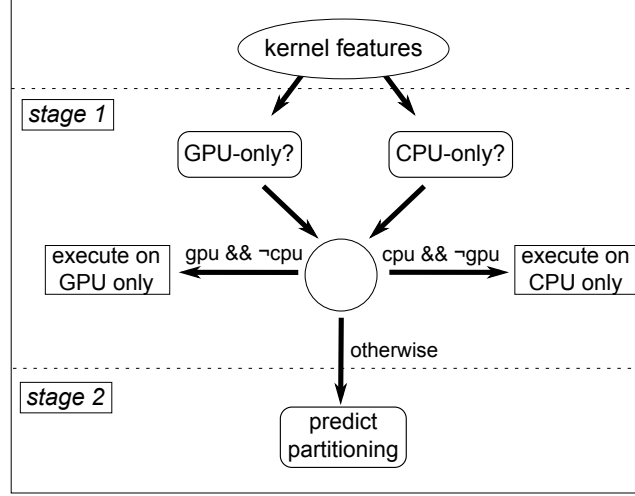 kernel features
stage 1
GPU-only?
CPU-only?
gpu && ¬cpu
cpu && ¬gpu
execute on
GPU only
execute on
CPU only
otherwise
stage 2
predict
partitioning